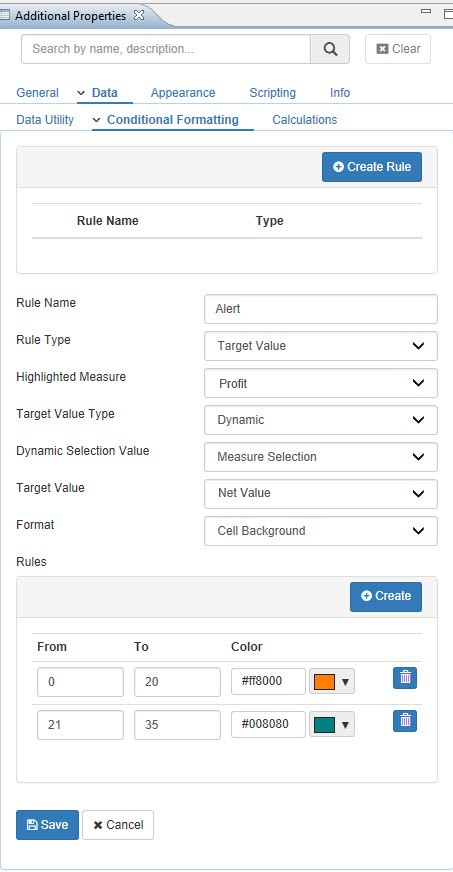 Additional Properties
Search by name, description...
Clear
General Data Appearance Scripting Info
Data Utility Conditional Formatting Calculations
Create Rule
Rule Name Type
Rule Name Alert
Rule Type Target Value
Highlighted Measure Profit
Target Value Type Dynamic
Dynamic Selection Value Measure Selection
Target Value Net Value
Format Cell Background
Rules
Create
From To Color
0 20 #ff8000
21 35 #008080
Save Cancel